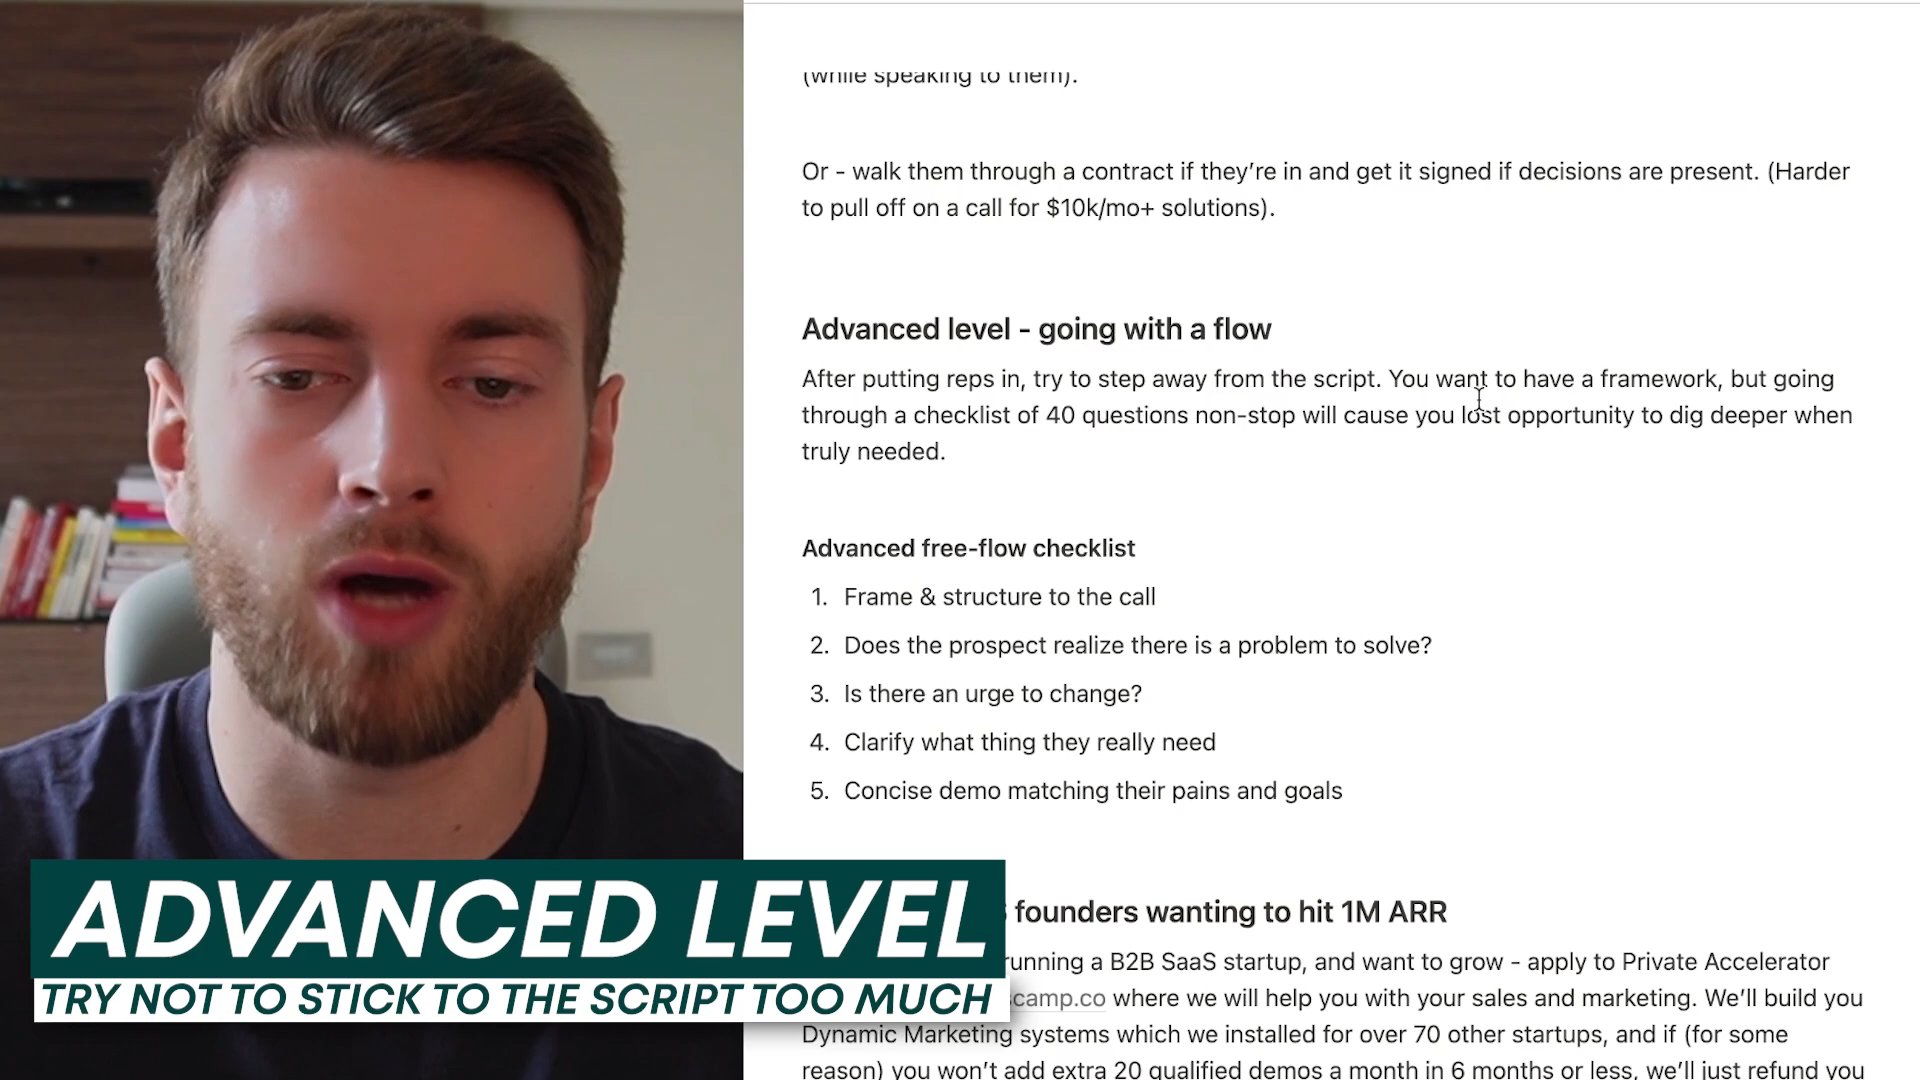 (while speaking to them).
Or - walk them through a contract if they’re in and get it signed if decisions are present. (Harder
to pull off on a call for $10k/mo+ solutions).
Advanced level - going with a flow
After putting reps in, try to step away from the script. You want to have a framework, but going
through a checklist of 40 questions non-stop will cause you lost opportunity to dig deeper when
truly needed.
Advanced free-flow checklist
1. Frame & structure to the call
2. Does the prospect realize there is a problem to solve?
3. Is there an urge to change?
4. Clarify what thing they really need
5. Concise demo matching their pains and goals
founders wanting to hit 1M ARR
running a B2B SaaS startup, and want to grow - apply to Private Accelerator
camp.co where we will help you with your sales and marketing. We’ll build you
Dynamic Marketing systems which we installed for over 70 other startups, and if (for some
reason) you won’t add extra 20 qualified demos a month in 6 months or less, we’ll just refund you
ADVANCED LEVEL
TRY NOT TO STICK TO THE SCRIPT TOO MUCH